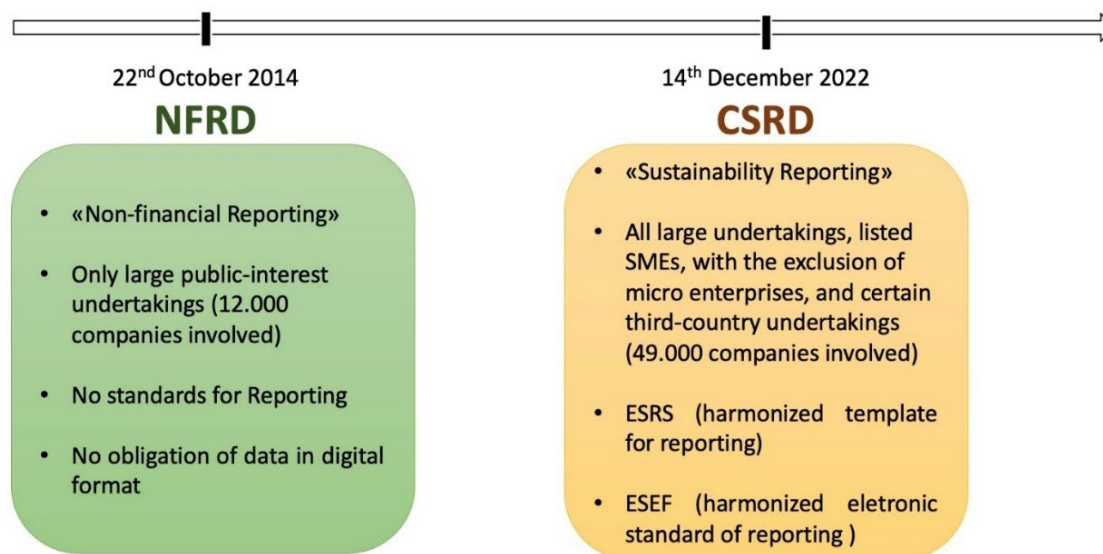 22nd October 2014
NFRD
• «Non-financial Reporting»
• Only large public-interest
undertakings (12.000
companies involved)
• No standards for Reporting
• No obligation of data in digital
format
14th December 2022
CSRD
• «Sustainability Reporting»
• All large undertakings, listed
SMEs, with the exclusion of
micro enterprises, and certain
third-country undertakings
(49.000 companies involved)
• ESRS (harmonized template
for reporting)
• ESEF (harmonized eletronic
standard of reporting )